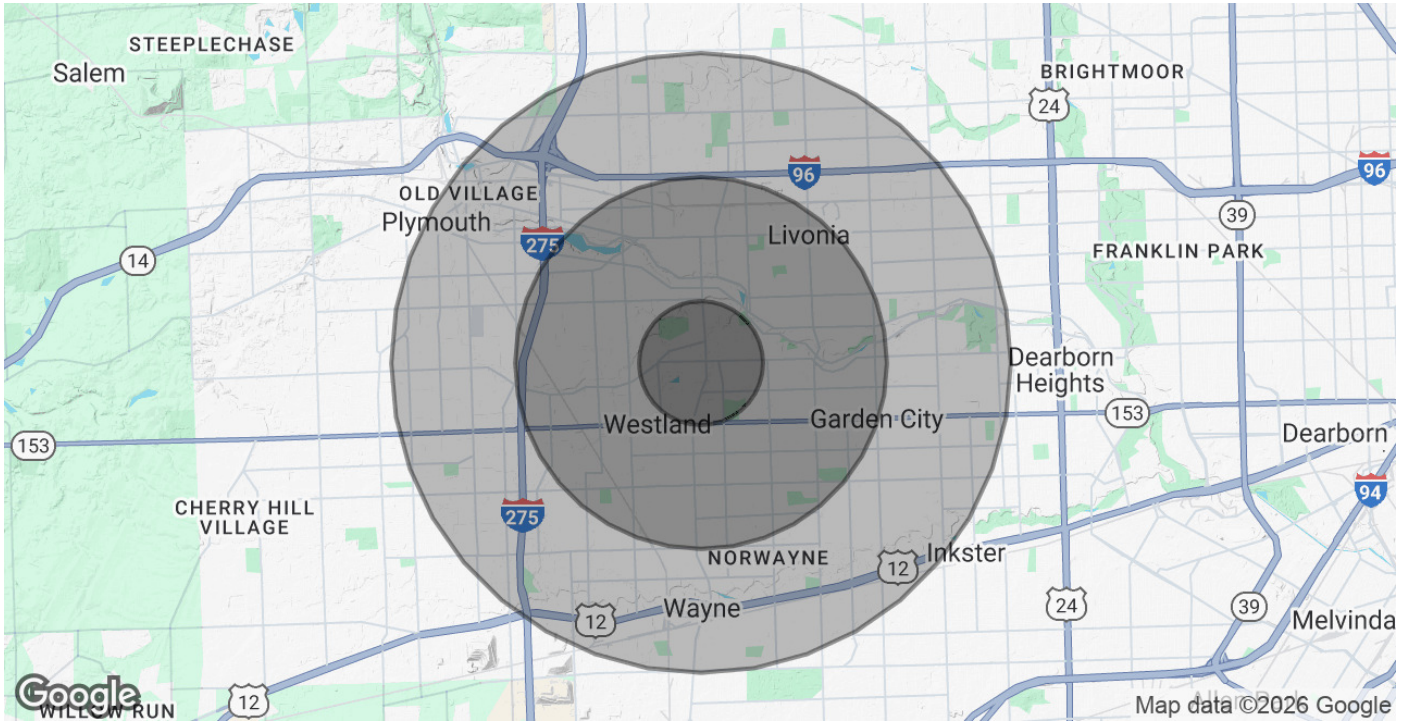 STEEPLECHASE
Salem
BRIGHTMOOR
24
96
96
OLD VILLAGE
Plymouth
39
275
Livonia
14
FRANKLIN PARK
Dearborn
Heights
153
Westland
Garden City
153
Dearborn
94
CHERRY HILL
VILLAGE
275
NORWAYNE
Inkster
12
Wayne
12
24
39
Melvinda
Google
12
WILLOW RUN
Map data ©2026 Google